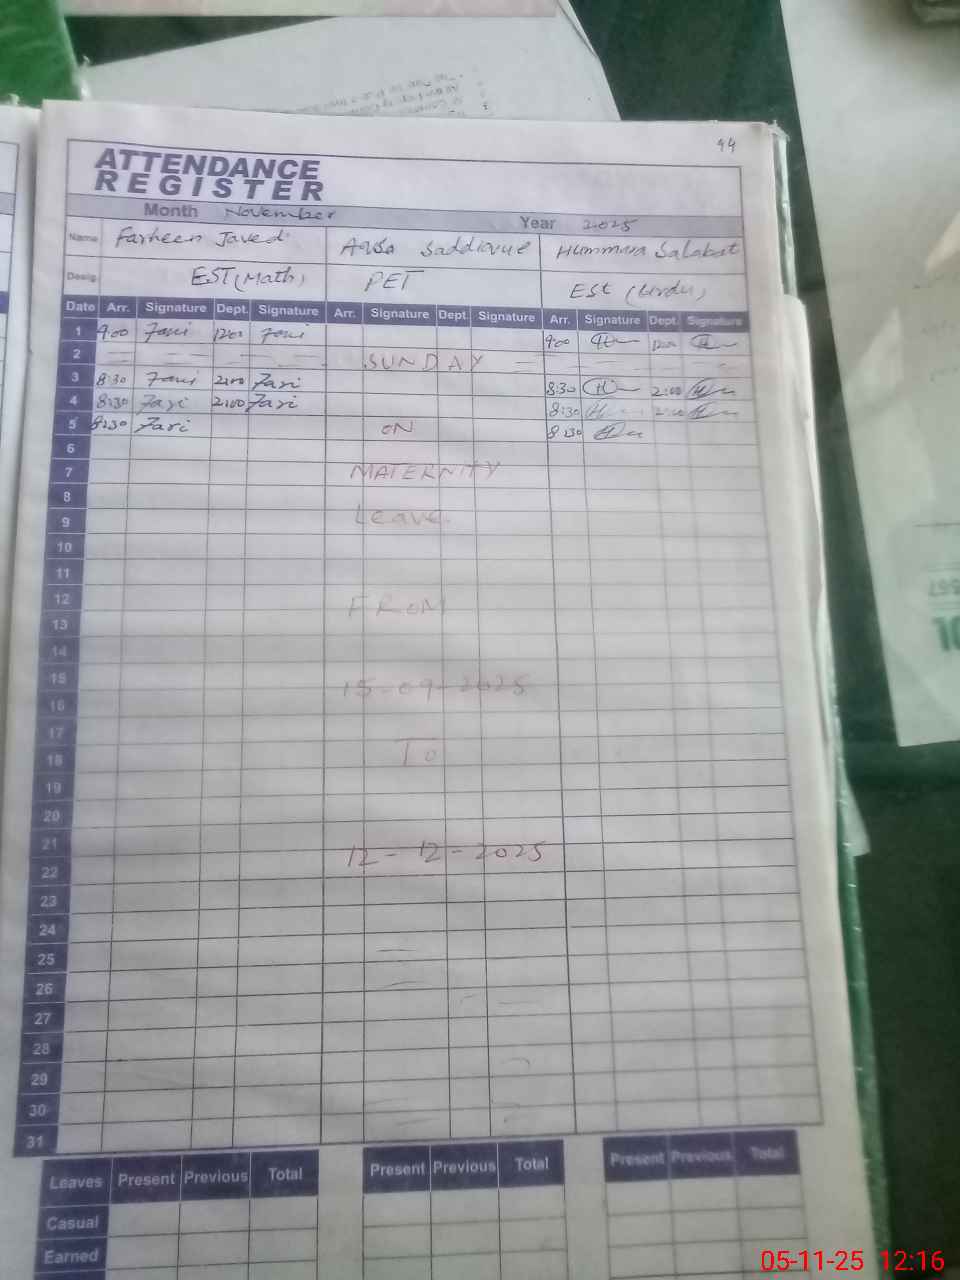 44
ATTENDANCE
REGISTER
Month November Year 2025
Name Farheen Javed Aqsa Saddique Hummara Salabat
Desig EST (Math) PET Est (Urdu)
Date Arr. Signature Dept. Signature Arr. Signature Dept. Signature Arr. Signature Dept. Signature
1 9:00 Fari 12:00 Fari 9:00 12:00
2 SUNDAY
3 8:30 Fari 2:00 Fari 8:30 2:00
4 8:30 Fari 2:00 Fari 8:30 2:00
5 8:30 Fari ON 8:30
6
7 MATERNITY
8
9 Leave
10
11
12 FROM
13
14
15 15-09-2025
16
17
18 To
19
20
21 12-12-2025
22
23
24
25
26
27
28
29
30
31
Leaves Present Previous Total Present Previous Total Present Previous Total
Casual
Earned
567
05-11-25 12:16